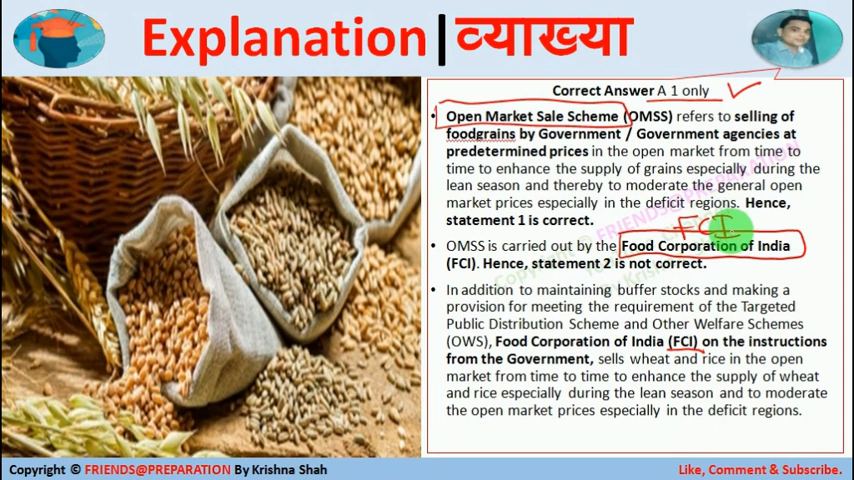 Explanation|व्याख्या
Correct Answer A 1 only
• Open Market Sale Scheme (OMSS) refers to selling of
foodgrains by Government / Government agencies at
predetermined prices in the open market from time to
time to enhance the supply of grains especially during the
lean season and thereby to moderate the general open
market prices especially in the deficit regions. Hence,
statement 1 is correct.
FCI
• OMSS is carried out by the Food Corporation of India
(FCI). Hence, statement 2 is not correct.
• In addition to maintaining buffer stocks and making a
provision for meeting the requirement of the Targeted
Public Distribution Scheme and Other Welfare Schemes
(OWS), Food Corporation of India (FCI) on the instructions
from the Government, sells wheat and rice in the open
market from time to time to enhance the supply of wheat
and rice especially during the lean season and to moderate
the open market prices especially in the deficit regions.
Copyright © FRIENDS@PREPARATION By Krishna Shah
Like, Comment & Subscribe.